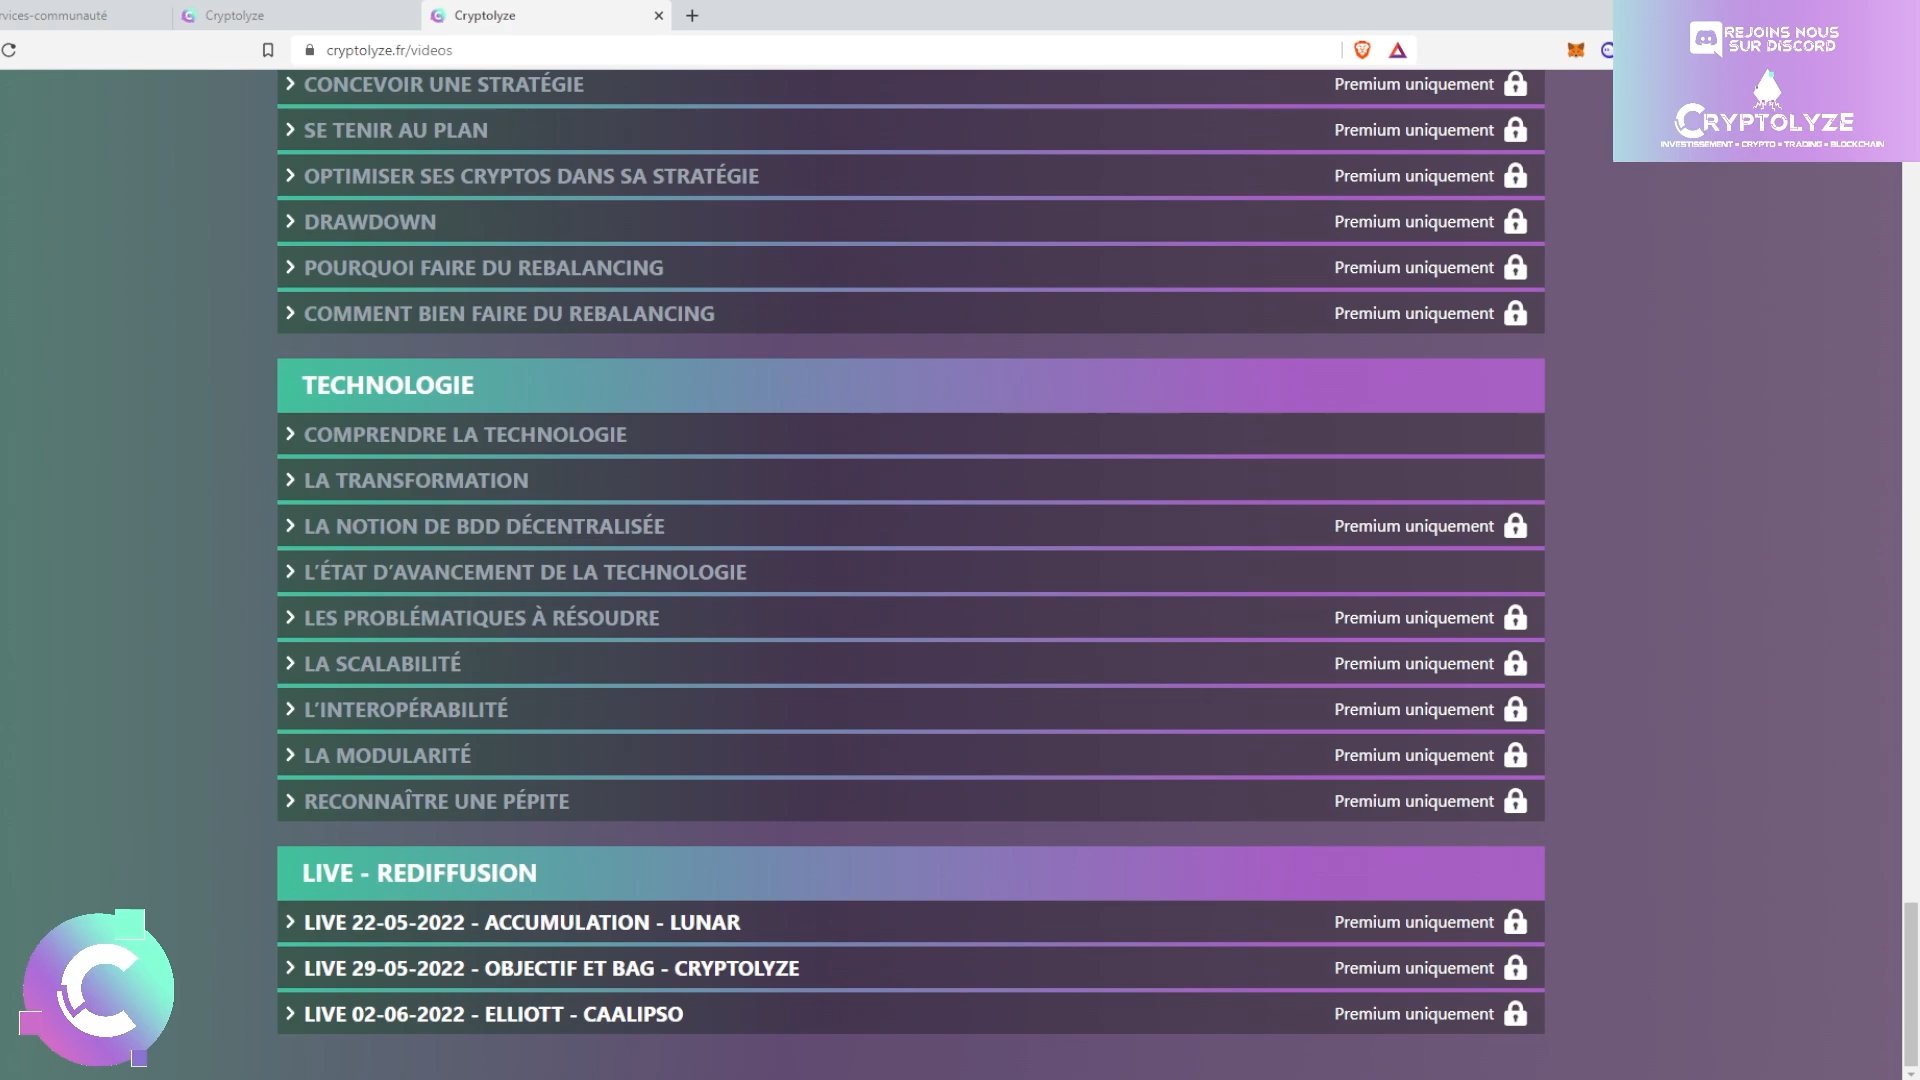 rvices-communauté
Cryptolyze
Cryptolyze
cryptolyze.fr/videos
REJOINS NOUS
SUR DISCORD
CRYPTOLYZE
INVESTISSEMENT • CRYPTO • TRADING • BLOCKCHAIN
CONCEVOIR UNE STRATÉGIE Premium uniquement
SE TENIR AU PLAN Premium uniquement
OPTIMISER SES CRYPTOS DANS SA STRATÉGIE Premium uniquement
DRAWDOWN Premium uniquement
POURQUOI FAIRE DU REBALANCING Premium uniquement
COMMENT BIEN FAIRE DU REBALANCING Premium uniquement
TECHNOLOGIE
COMPRENDRE LA TECHNOLOGIE
LA TRANSFORMATION
LA NOTION DE BDD DÉCENTRALISÉE Premium uniquement
L’ÉTAT D’AVANCEMENT DE LA TECHNOLOGIE
LES PROBLÉMATIQUES À RÉSOUDRE Premium uniquement
LA SCALABILITÉ Premium uniquement
L’INTEROPÉRABILITÉ Premium uniquement
LA MODULARITÉ Premium uniquement
RECONNAÎTRE UNE PÉPITE Premium uniquement
LIVE - REDIFFUSION
LIVE 22-05-2022 - ACCUMULATION - LUNAR Premium uniquement
LIVE 29-05-2022 - OBJECTIF ET BAG - CRYPTOLYZE Premium uniquement
LIVE 02-06-2022 - ELLIOTT - CAALIPSO Premium uniquement